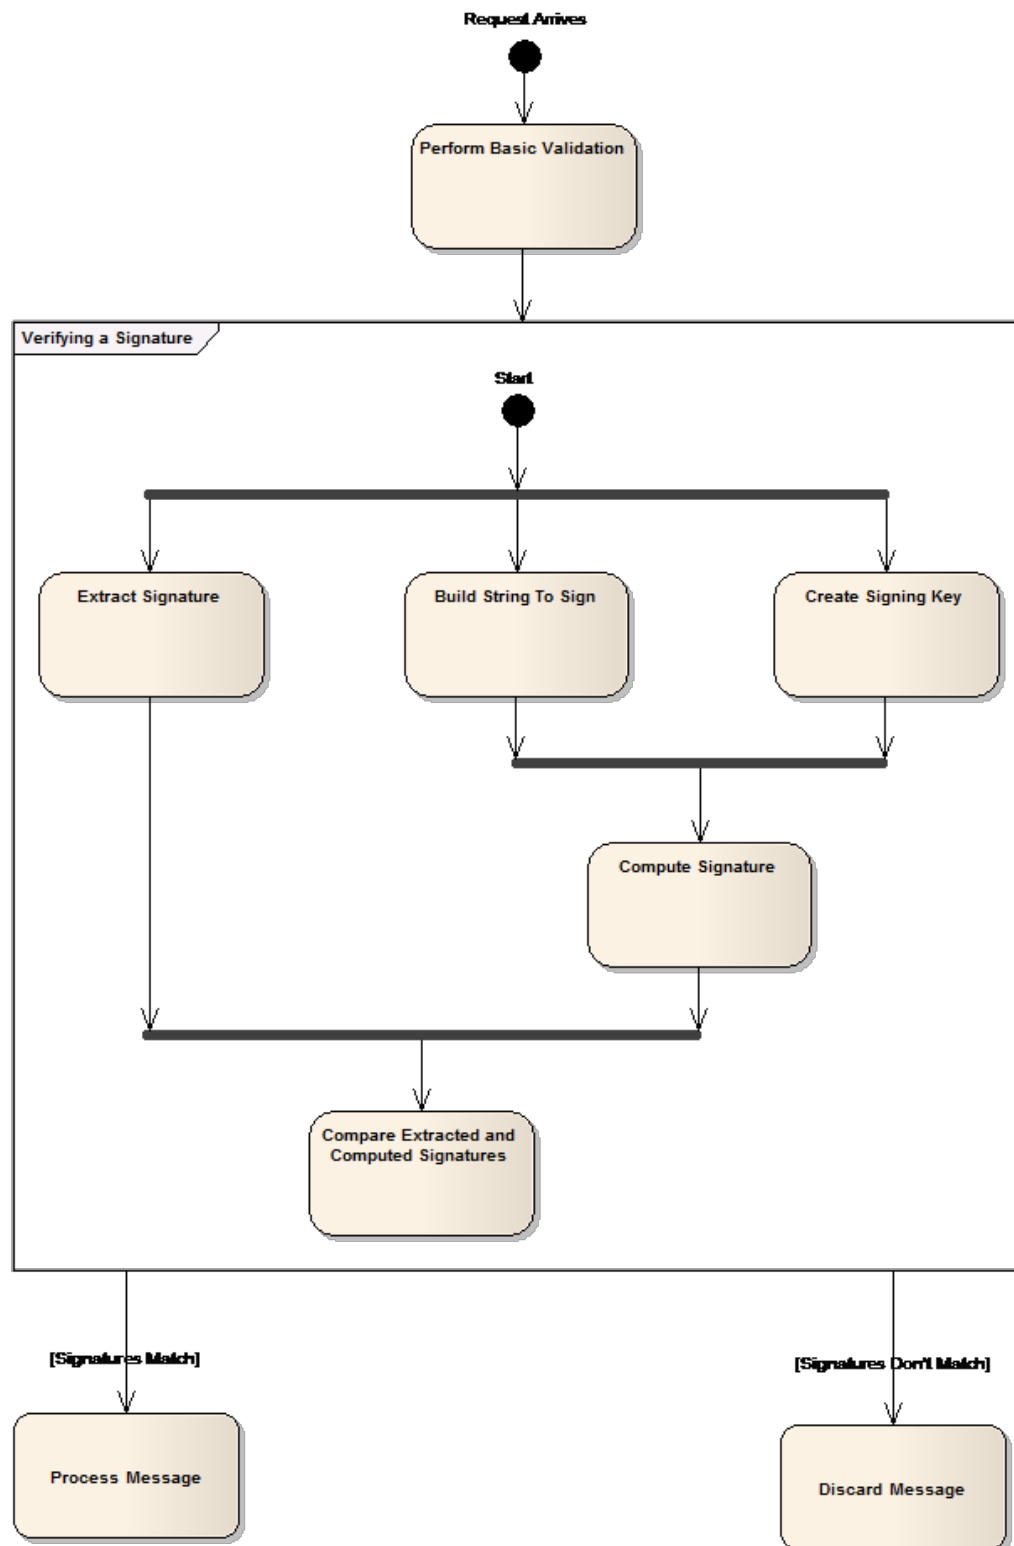 Request Arrives
Perform Basic Validation
Verifying a Signature
Start
Extract Signature
Build String To Sign
Create Signing Key
Compute Signature
Compare Extracted and
Computed Signatures
[Signatures Match]
[Signatures Don't Match]
Process Message
Discard Message